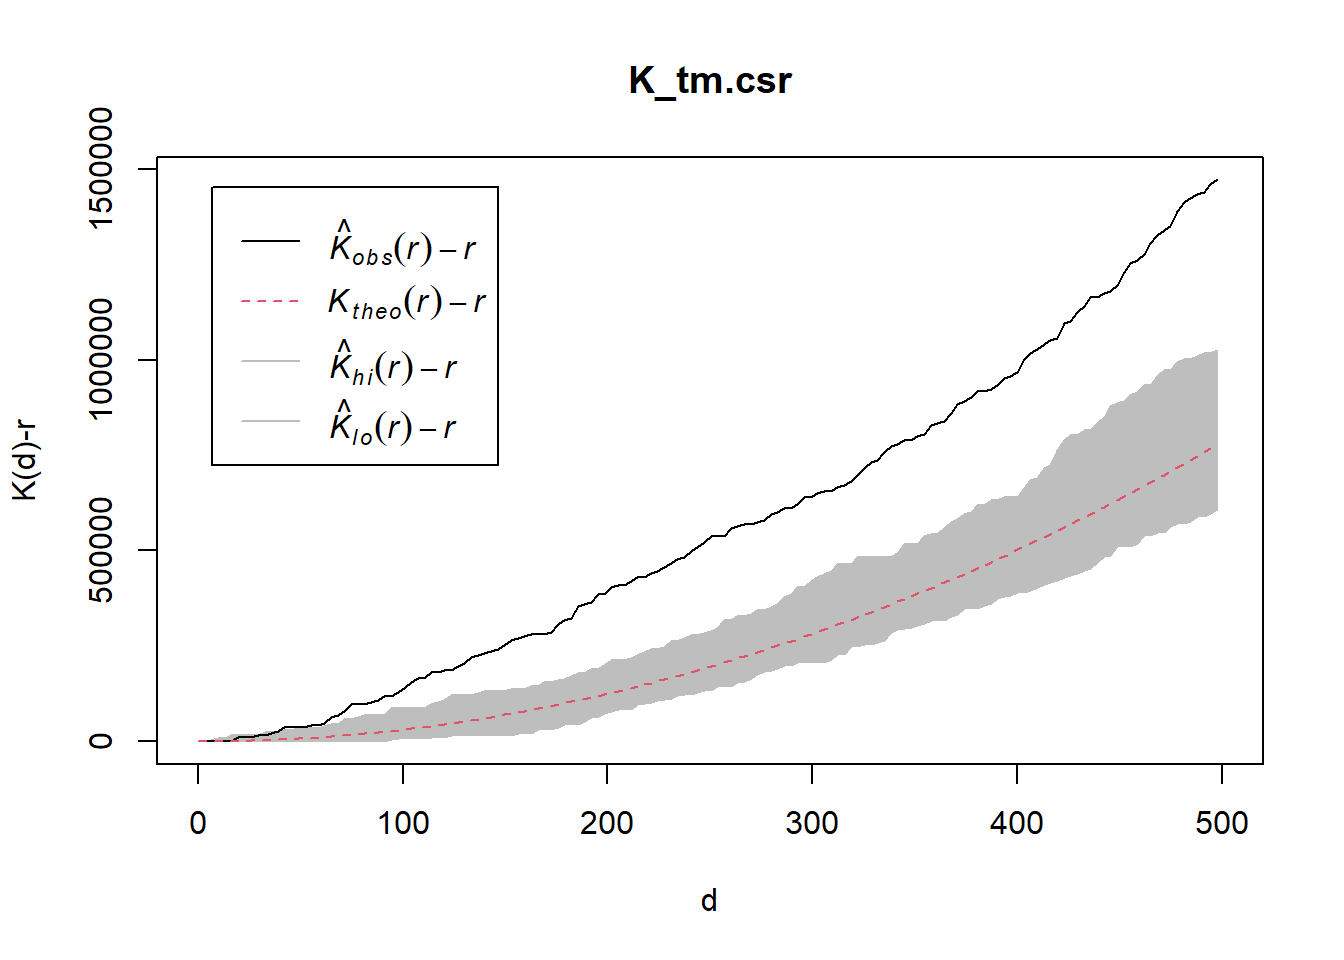 K_tm.csr
K̂obs(r) − r
Ktheo(r) − r
K̂hi(r) − r
K̂lo(r) − r
K(d)-r
1500000
1000000
500000
0
0 100 200 300 400 500
d